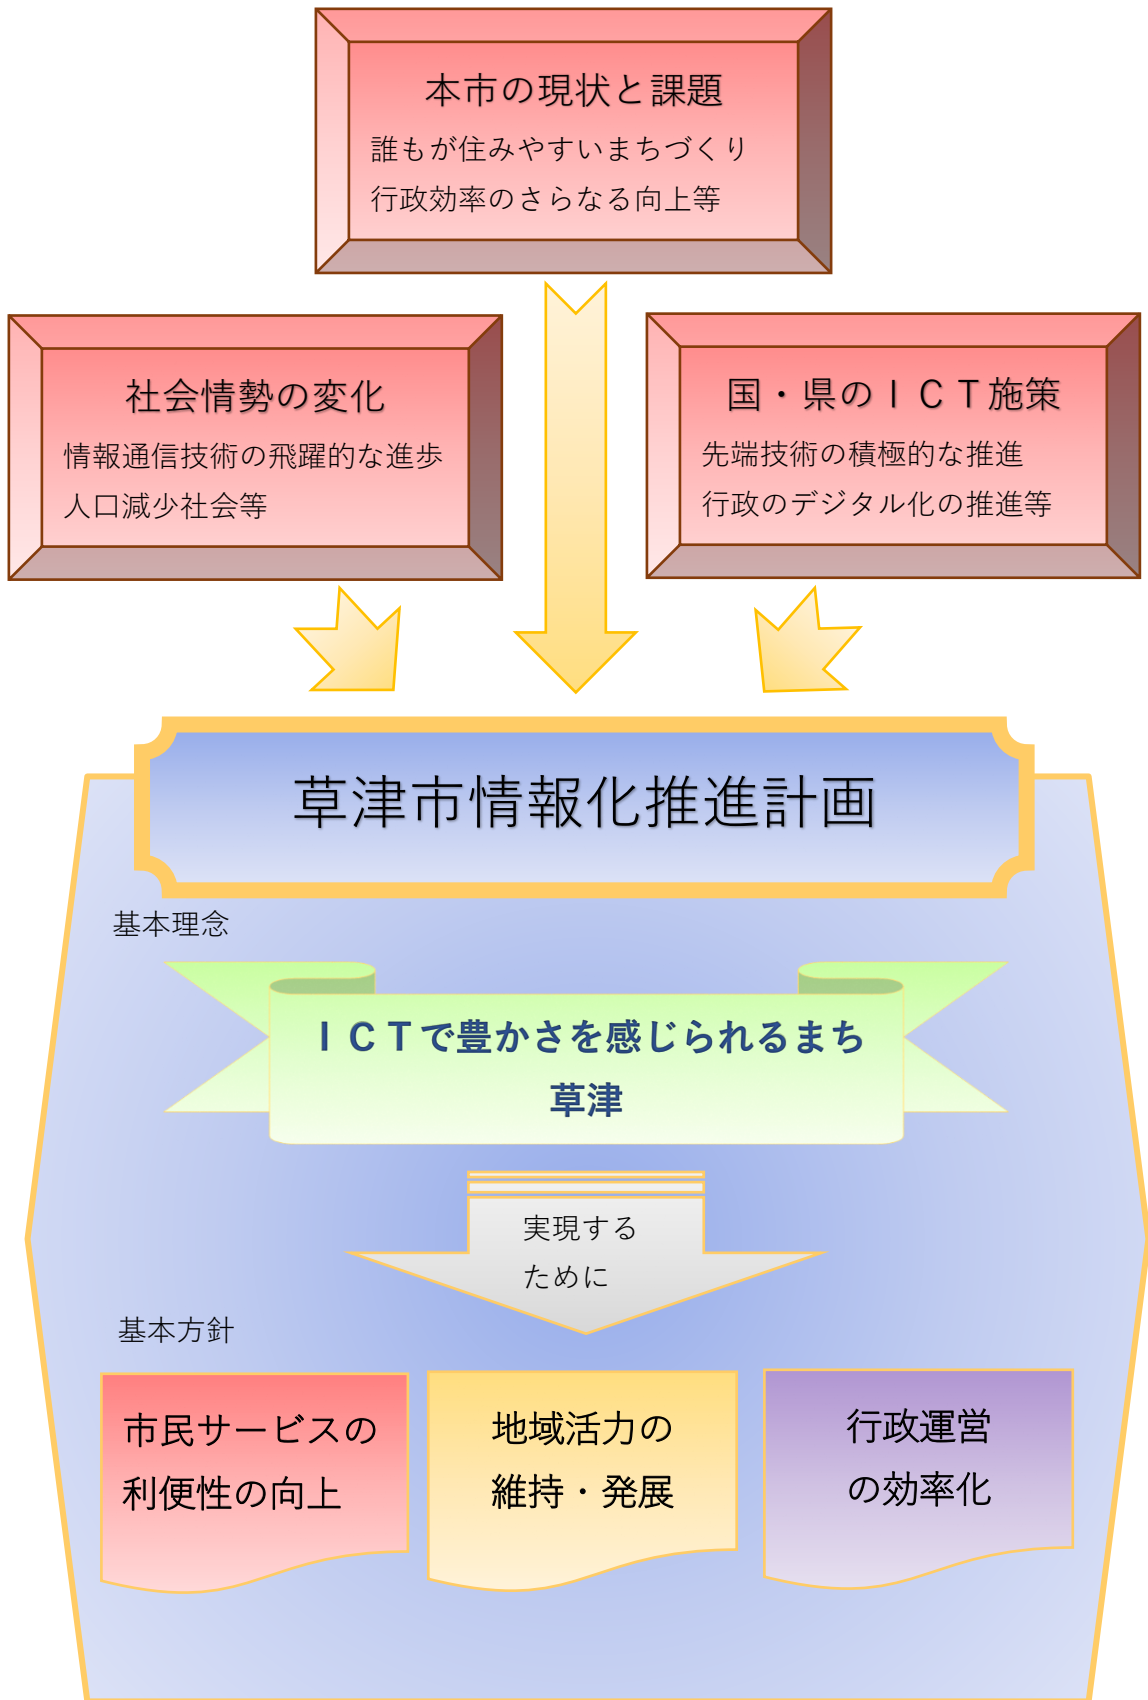 本市の現状と課題
誰もが住みやすいまちづくり
行政効率のさらなる向上等
社会情勢の変化
情報通信技術の飛躍的な進歩
人口減少社会等
国・県のＩＣＴ施策
先端技術の積極的な推進
行政のデジタル化の推進等
草津市情報化推進計画
基本理念
ＩＣＴで豊かさを感じられるまち
草津
実現する
ために
基本方針
市民サービスの
利便性の向上
地域活力の
維持・発展
行政運営
の効率化